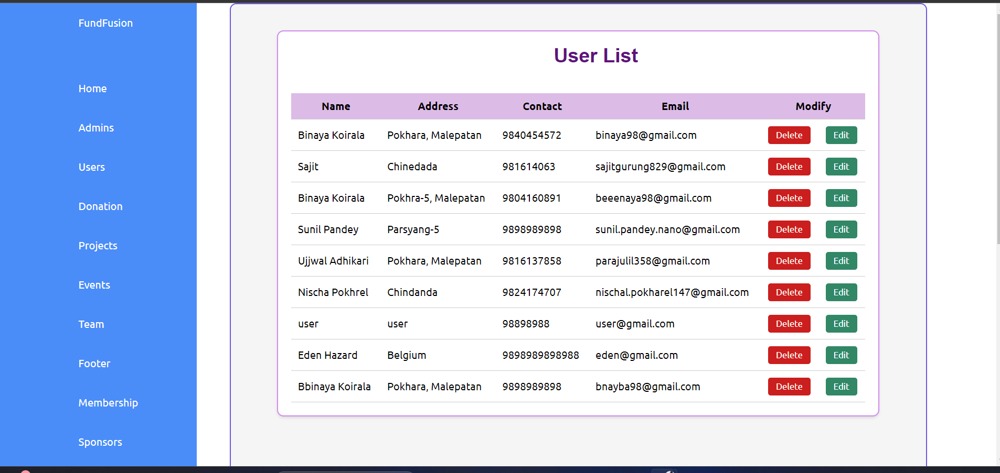 FundFusion
Home
Admins
Users
Donation
Projects
Events
Team
Footer
Membership
Sponsors
User List
Name Address Contact Email Modify
Binaya Koirala Pokhara, Malepatan 9840454572 binaya98@gmail.com Delete Edit
Sajit Chinedada 981614063 sajitgurung829@gmail.com Delete Edit
Binaya Koirala Pokhra-5, Malepatan 9804160891 beeenaya98@gmail.com Delete Edit
Sunil Pandey Parsyang-5 9898989898 sunil.pandey.nano@gmail.com Delete Edit
Ujjwal Adhikari Pokhara, Malepatan 9816137858 parajulil358@gmail.com Delete Edit
Nischa Pokhrel Chindanda 9824174707 nischal.pokharel147@gmail.com Delete Edit
user user 98898988 user@gmail.com Delete Edit
Eden Hazard Belgium 9898989898988 eden@gmail.com Delete Edit
Bbinaya Koirala Pokhara, Malepatan 9898989898 bnayba98@gmail.com Delete Edit